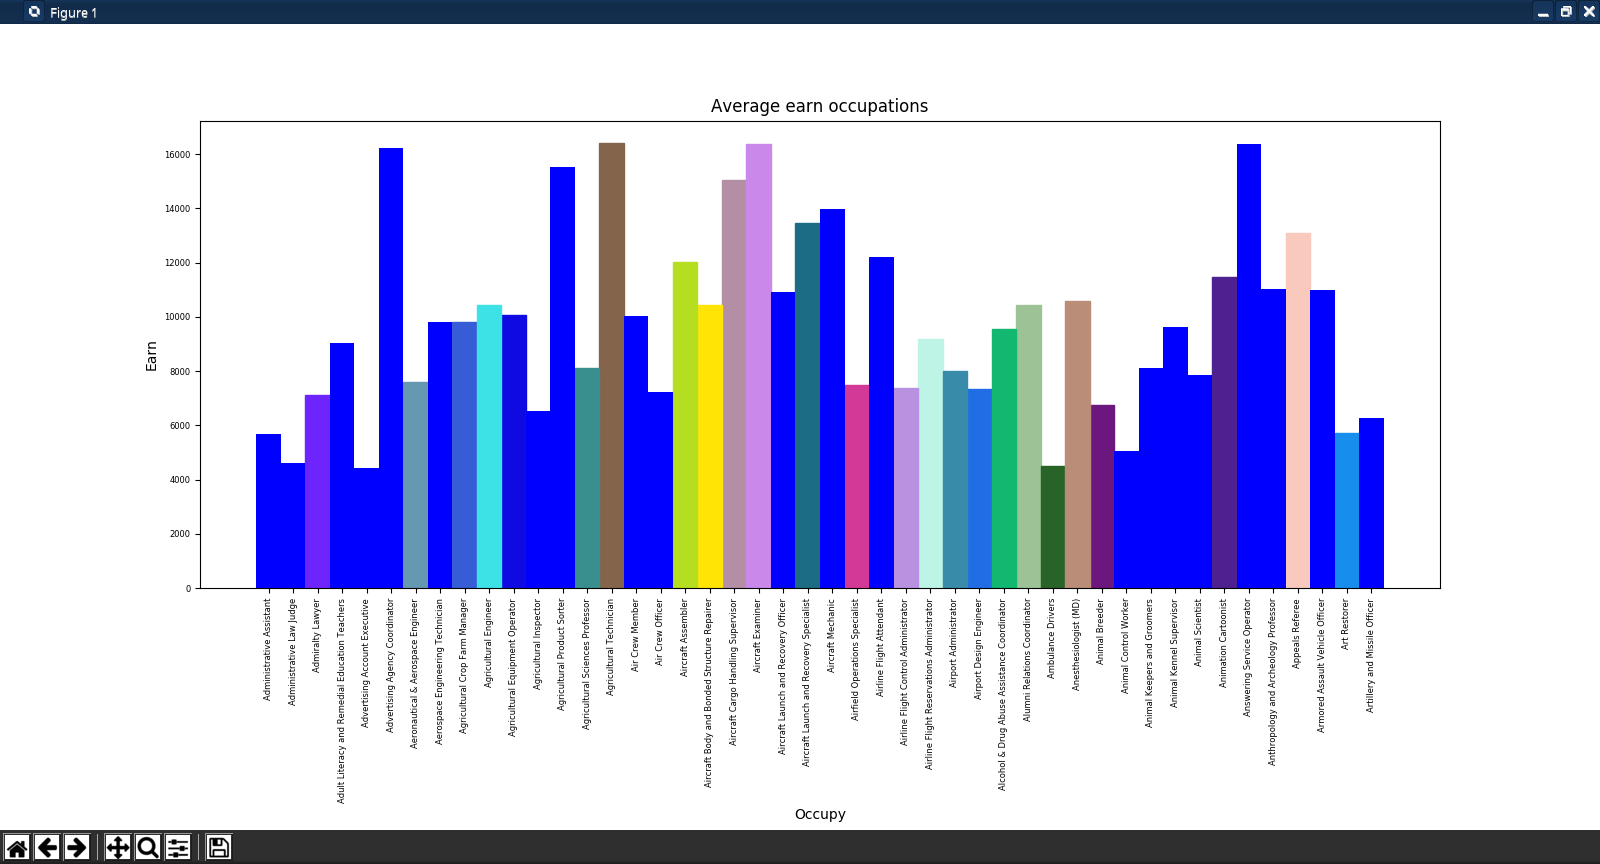 Figure 1
Average earn occupations
Earn
16000
14000
12000
10000
8000
6000
4000
2000
0
Administrative Assistant
Administrative Law Judge
Admiralty Lawyer
Adult Literacy and Remedial Education Teachers
Advertising Account Executive
Advertising Agency Coordinator
Aeronautical & Aerospace Engineer
Aerospace Engineering Technician
Agricultural Crop Farm Manager
Agricultural Engineer
Agricultural Equipment Operator
Agricultural Inspector
Agricultural Product Sorter
Agricultural Sciences Professor
Agricultural Technician
Air Crew Member
Air Crew Officer
Aircraft Assembler
Aircraft Body and Bonded Structure Repairer
Aircraft Cargo Handling Supervisor
Aircraft Examiner
Aircraft Launch and Recovery Officer
Aircraft Launch and Recovery Specialist
Aircraft Mechanic
Airfield Operations Specialist
Airline Flight Attendant
Airline Flight Control Administrator
Airline Flight Reservations Administrator
Airport Administrator
Airport Design Engineer
Alcohol & Drug Abuse Assistance Coordinator
Alumni Relations Coordinator
Ambulance Drivers
Anesthesiologist (MD)
Animal Breeder
Animal Control Worker
Animal Keepers and Groomers
Animal Kennel Supervisor
Animal Scientist
Animation Cartoonist
Answering Service Operator
Anthropology and Archeology Professor
Appeals Referee
Armored Assault Vehicle Officer
Art Restorer
Artillery and Missile Officer
Occupy